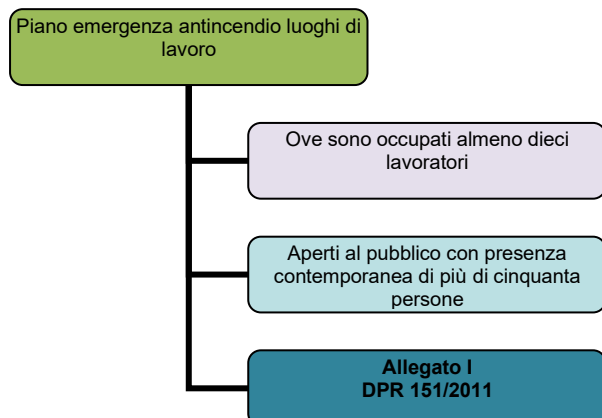 Piano emergenza antincendio luoghi di
lavoro
Ove sono occupati almeno dieci
lavoratori
Aperti al pubblico con presenza
contemporanea di più di cinquanta
persone
Allegato I
DPR 151/2011